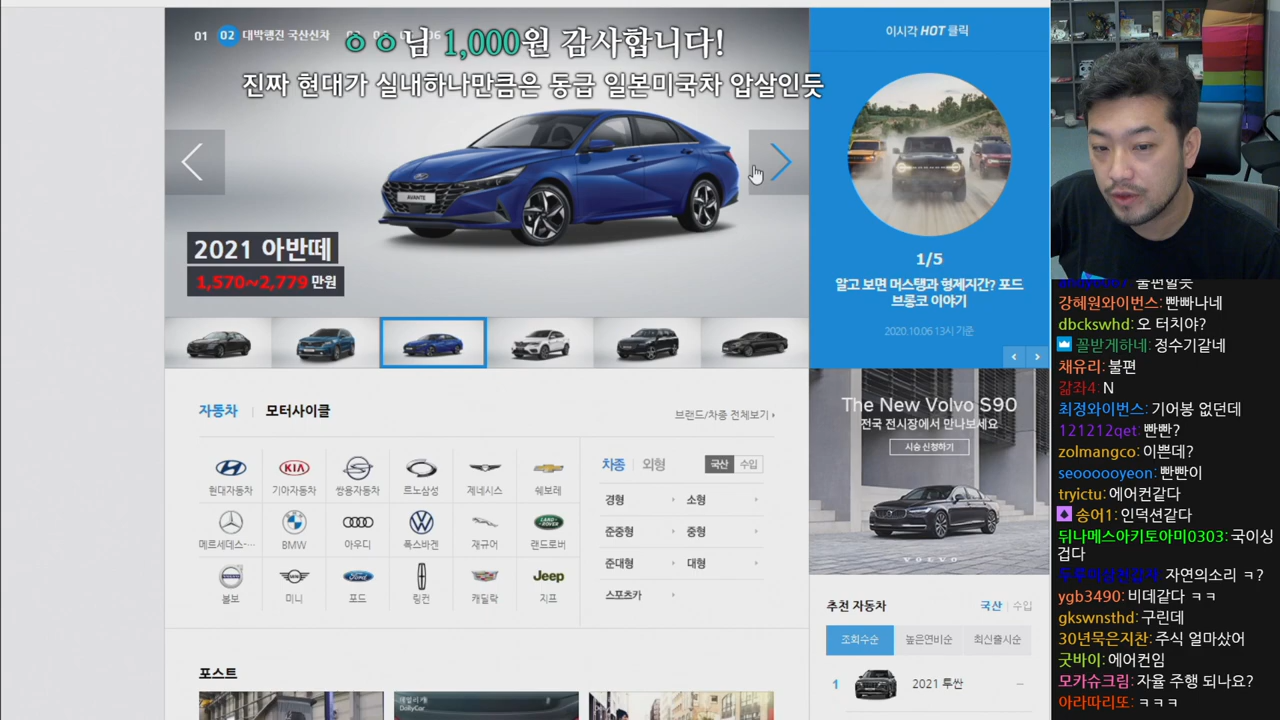 01 02 대박행진 국산신차
ㅇㅇ님 1,000원 감사합니다!
진짜 현대가 실내하나만큼은 동급 일본미국차 압살인듯
AVANTE
2021 아반떼
1,570~2,779 만원
이시각 HOT 클릭
1/5
알고 보면 머스탱과 형제지간? 포드
브롱코 이야기
2020.10.06 13시 기준
자동차 모터사이클
브랜드/차종 전체보기
현대자동차 기아자동차 쌍용자동차 르노삼성 제네시스 쉐보레
메르세데스-… BMW 아우디 폭스바겐 재규어 랜드로버
볼보 미니 포드 링컨 캐딜락 지프
차종 외형 국산 수입
경형 소형
준중형 중형
준대형 대형
스포츠카
포스트
The New Volvo S90
전국 전시장에서 만나보세요
시승 신청하기
VOLVO
추천 자동차 국산 수입
조회수순 높은연비순 최신출시순
1 2021 투싼
불편할듯
강혜원와이번스: 빤빠나네
dbckswhd: 오 터치야?
꼴받게하네: 정수기같네
채유리: 불편
갊좌4: N
최정와이번스: 기어봉 없던데
121212qet: 빤빤?
zolmangco: 이쁜데?
seoooooyeon: 빤빤이
tryictu: 에어컨같다
송어1: 인덕션같다
뒤나메스아키토아미0303: 국이싱
겁다
자연의소리 ㅋ?
ygb3490: 비데같다 ㅋㅋ
gkswnsthd: 구린데
30년묵은지찬: 주식 얼마샀어
굿바이: 에어컨임
모카슈크림: 자율 주행 되나요?
아라따리또: ㅋㅋㅋ